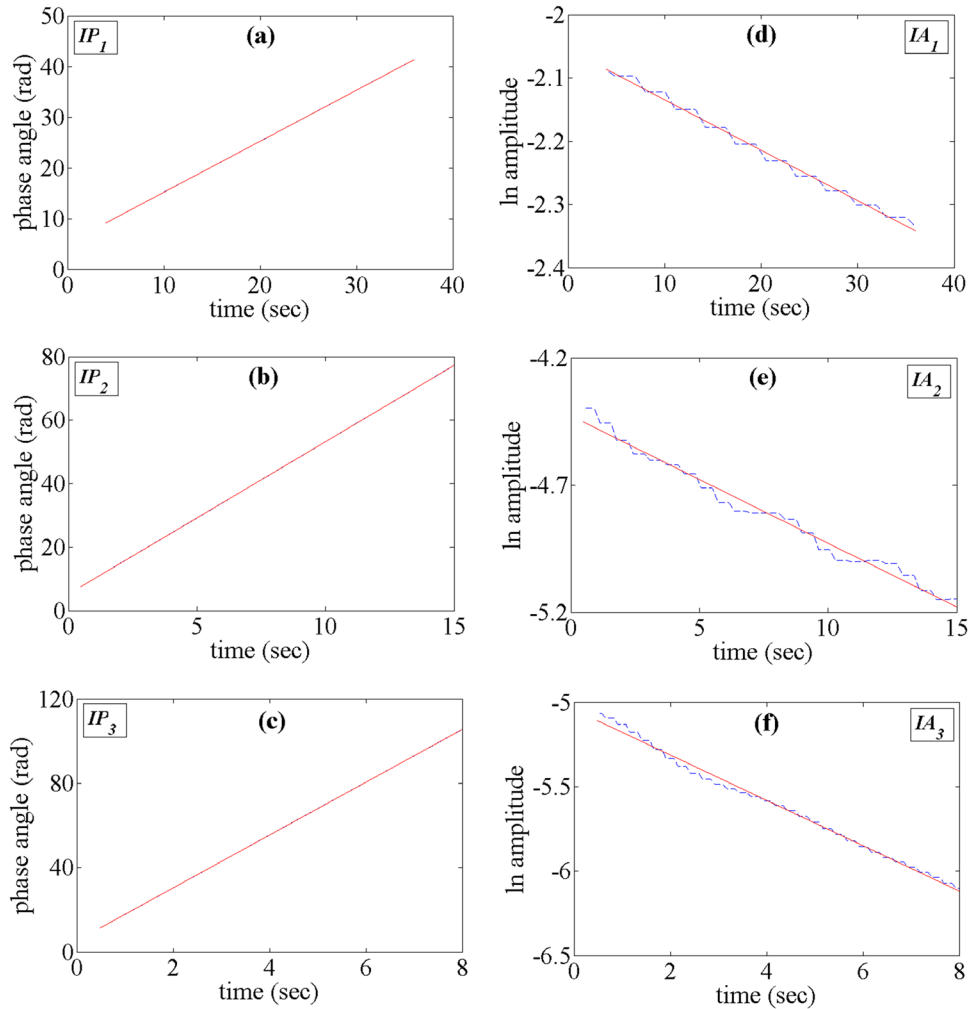 IP1
(a)
phase angle (rad)
50
40
30
20
10
0
0
10
20
30
40
time (sec)
(d)
IA1
ln amplitude
-2
-2.1
-2.2
-2.3
-2.4
0
10
20
30
40
time (sec)
IP2
(b)
phase angle (rad)
80
60
40
20
0
0
5
10
15
time (sec)
(e)
IA2
ln amplitude
-4.2
-4.7
-5.2
0
5
10
15
time (sec)
IP3
(c)
phase angle (rad)
120
80
40
0
0
2
4
6
8
time (sec)
(f)
IA3
ln amplitude
-5
-5.5
-6
-6.5
0
2
4
6
8
time (sec)